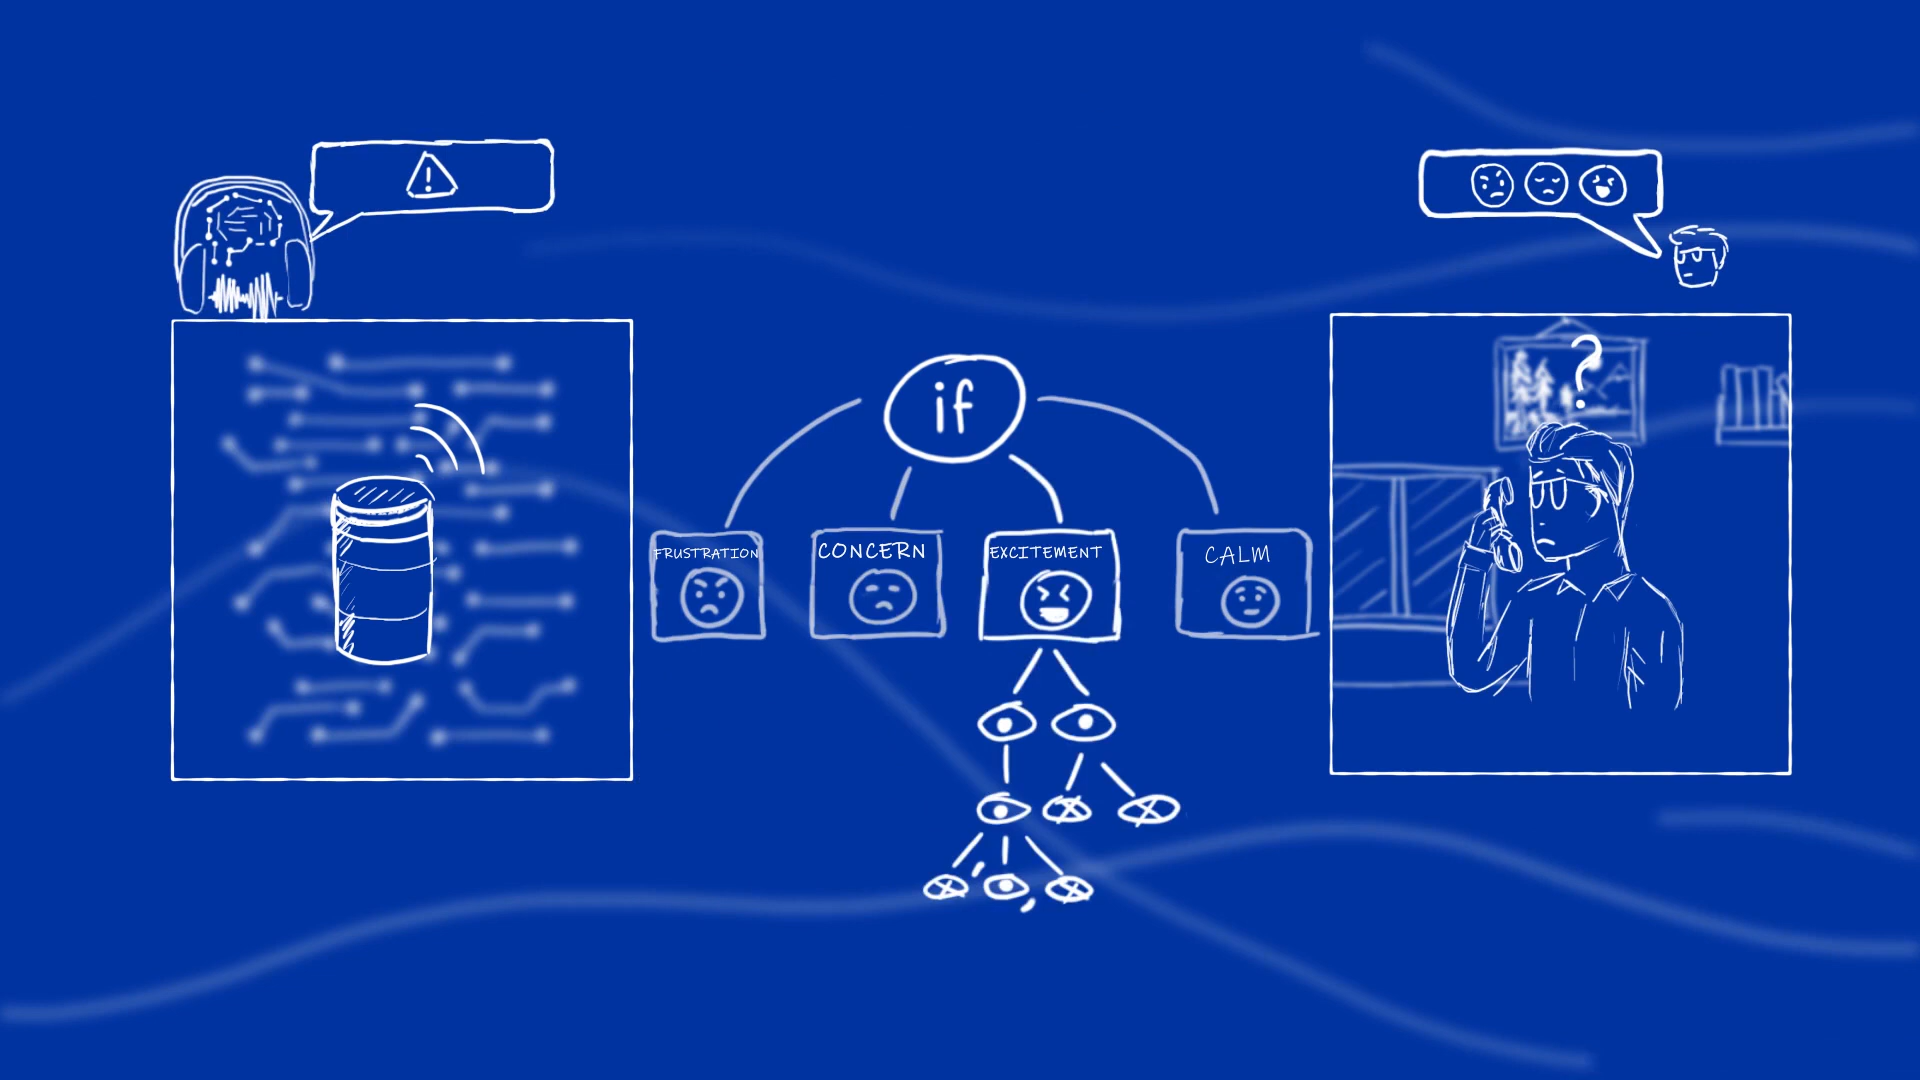 !
?
if
FRUSTRATION
CONCERN
EXCITEMENT
CALM